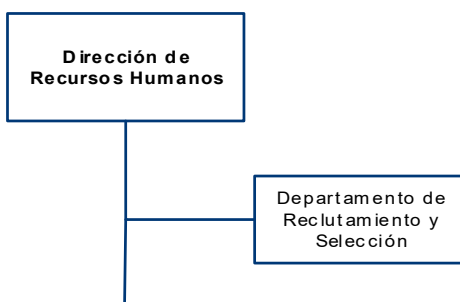 Dirección de
Recursos Humanos
Departamento de
Reclutamiento y
Selección